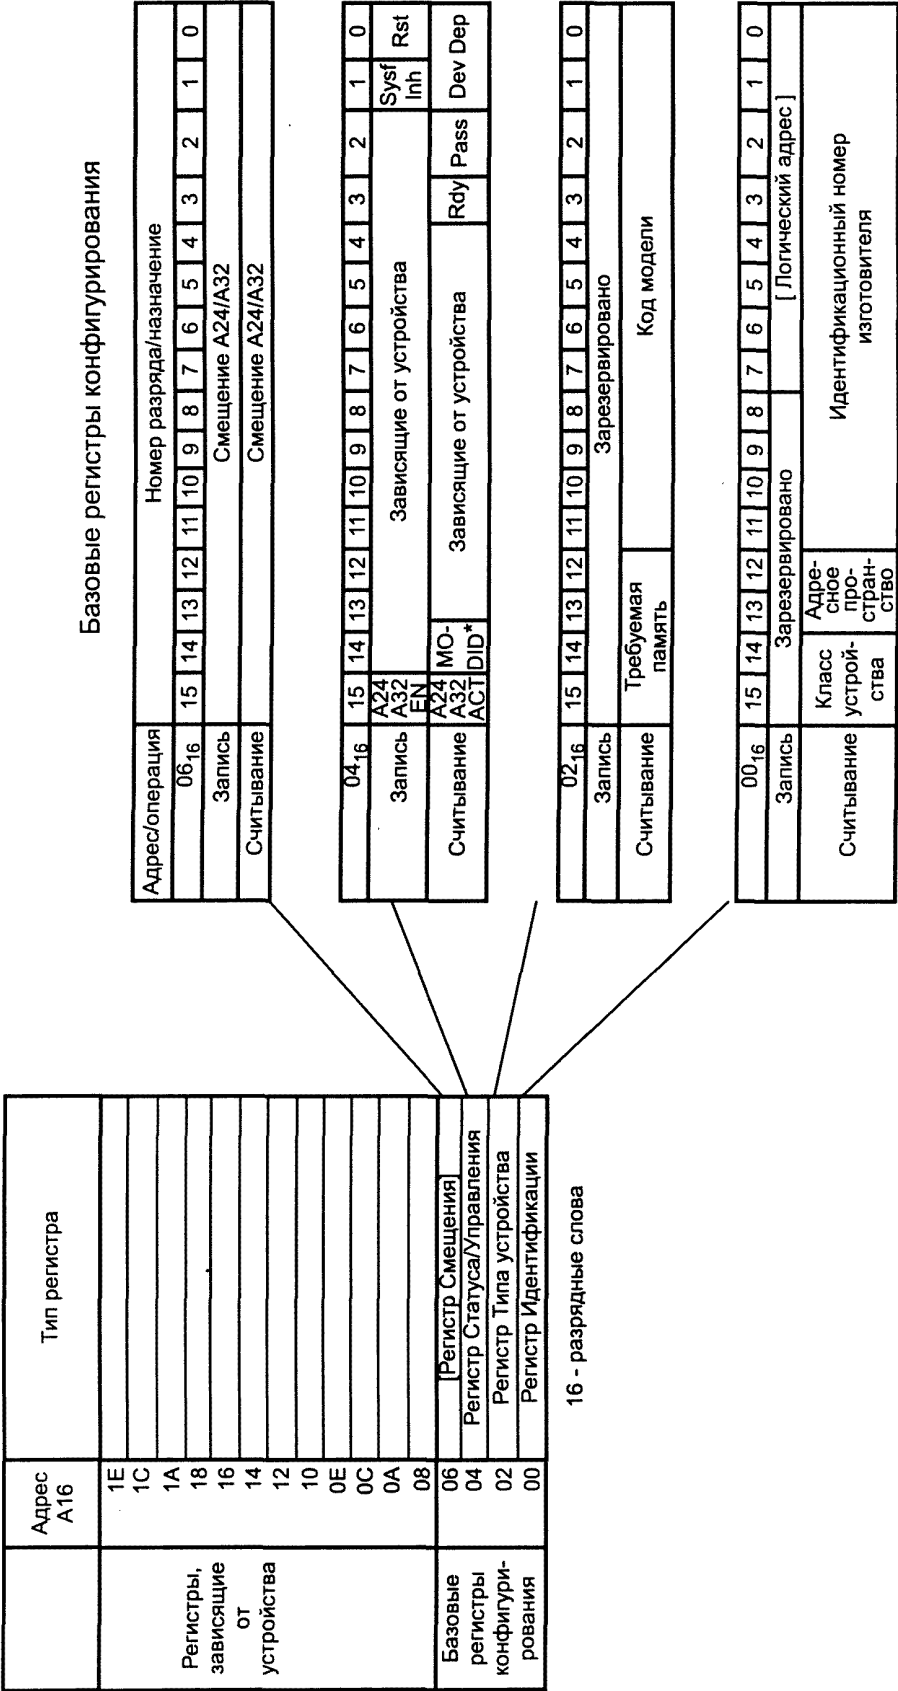 Базовые регистры конфигурирования
Адрес/операция Номер разряда/назначение
06₁₆ 15 14 13 12 11 10 9 8 7 6 5 4 3 2 1 0
Запись Смещение A24/A32
Считывание Смещение A24/A32
04₁₆ 15 14 13 12 11 10 9 8 7 6 5 4 3 2 1 0
Запись
A24
A32
EN
Зависящие от устройства
Sysf
Inh
Rst
Считывание
A24
A32
ACT
MO-
DID*
Зависящие от устройства
Rdy Pass Dev Dep
02₁₆ 15 14 13 12 11 10 9 8 7 6 5 4 3 2 1 0
Запись Зарезервировано
Считывание
Требуемая
память
Код модели
00₁₆ 15 14 13 12 11 10 9 8 7 6 5 4 3 2 1 0
Запись Зарезервировано [ Логический адрес ]
Считывание
Класс
устрой-
ства
Адре-
сное
про-
стран-
ство
Идентификационный номер
изготовителя
Адрес
A16
Тип регистра
Регистры,
зависящие
от
устройства
1E
1C
1A
18
16
14
12
10
0E
0C
0A
08
Базовые
регистры
конфигури-
рования
06 [Регистр Смещения]
04 Регистр Статуса/Управления
02 Регистр Типа устройства
00 Регистр Идентификации
16 - разрядные слова